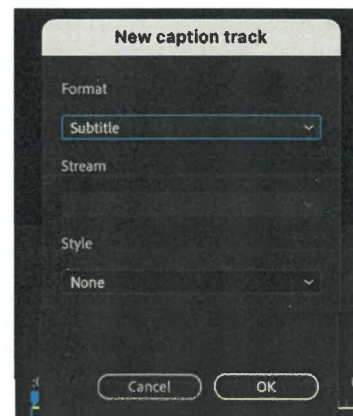 New caption track
Format
Subtitle
Stream
Style
None
Cancel
OK